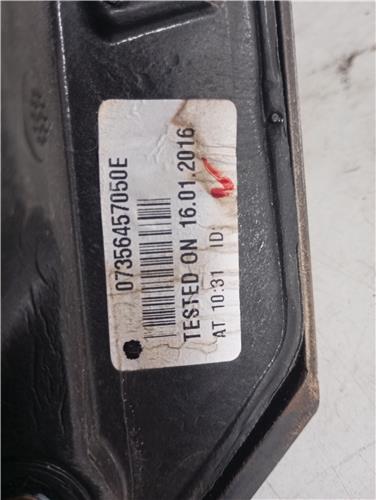 07356457050E
TESTED ON 16.01.2016
AT 10:31 ID: